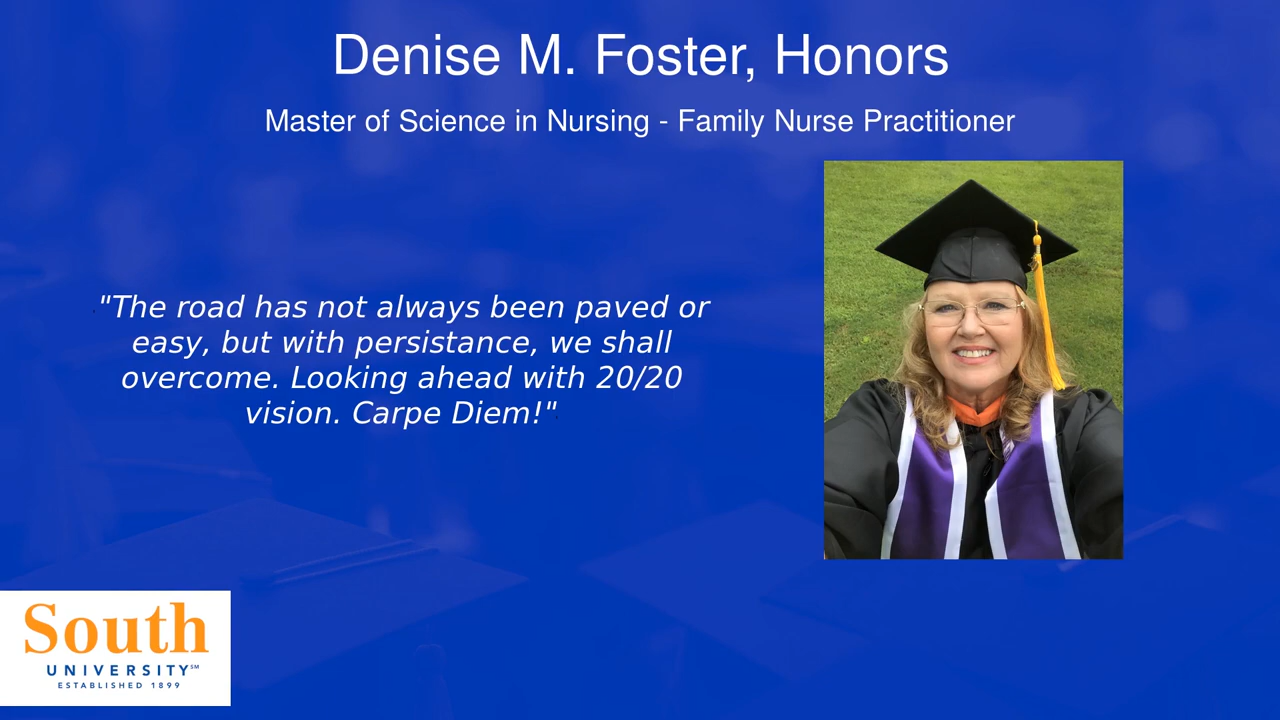 Denise M. Foster, Honors
Master of Science in Nursing - Family Nurse Practitioner
"The road has not always been paved or
easy, but with persistance, we shall
overcome. Looking ahead with 20/20
vision. Carpe Diem!"
South
UNIVERSITY℠
ESTABLISHED 1899